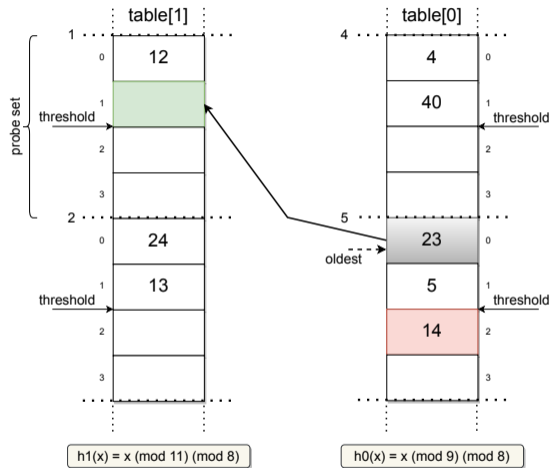 table[1]
table[0]
1
4
0
12
4
0
1
40
1
threshold
threshold
probe set
2
2
3
3
2
5
0
24
23
0
oldest
1
13
5
1
threshold
threshold
2
14
2
3
3
h1(x) = x (mod 11) (mod 8)
h0(x) = x (mod 9) (mod 8)